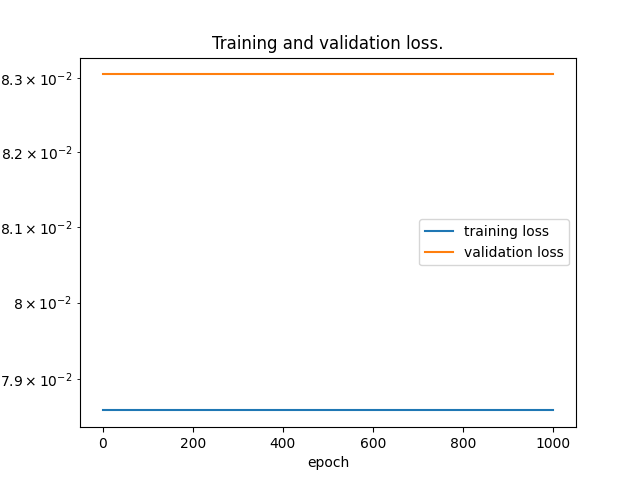 Training and validation loss.
8.3 × 10⁻²
8.2 × 10⁻²
8.1 × 10⁻²
8 × 10⁻²
7.9 × 10⁻²
training loss
validation loss
0 200 400 600 800 1000
epoch